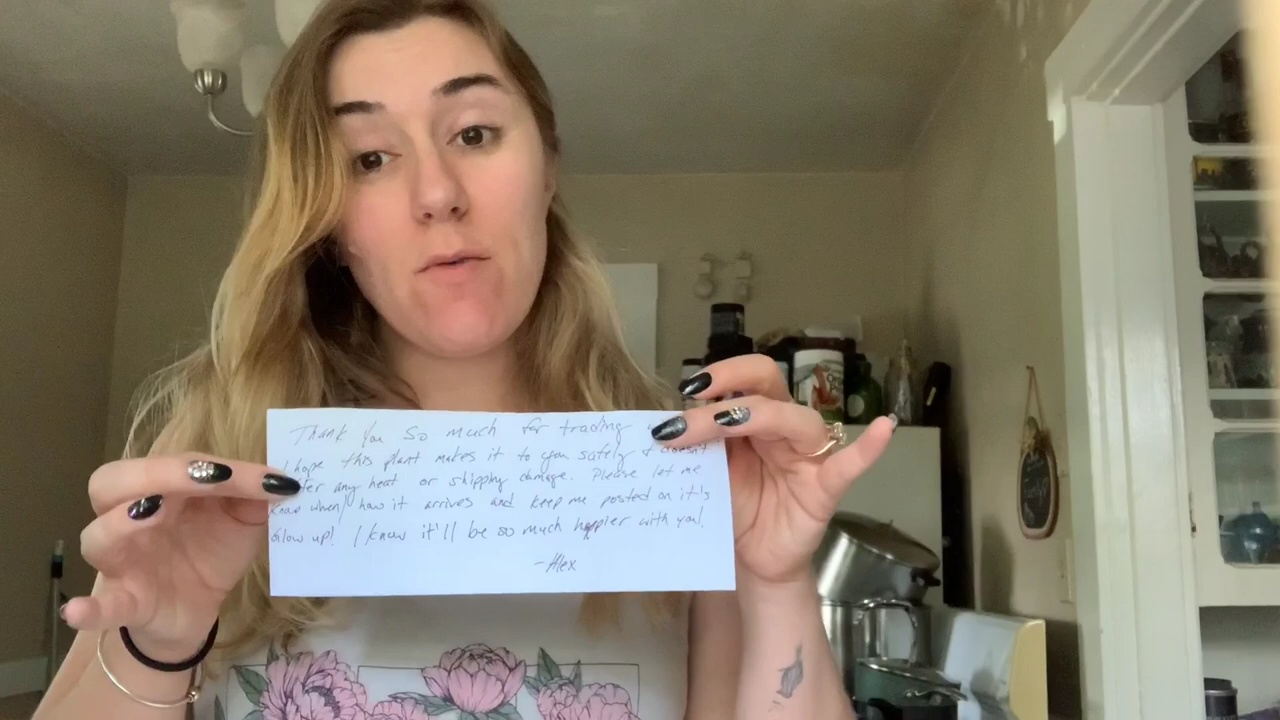 Thank you so much for trading
I hope this plant makes it to you safely & doesn't
any heat or shipping damage. Please let me
know when/how it arrives and keep me posted on it's
Glow up! I know it'll be so much happier with you!
-Alex